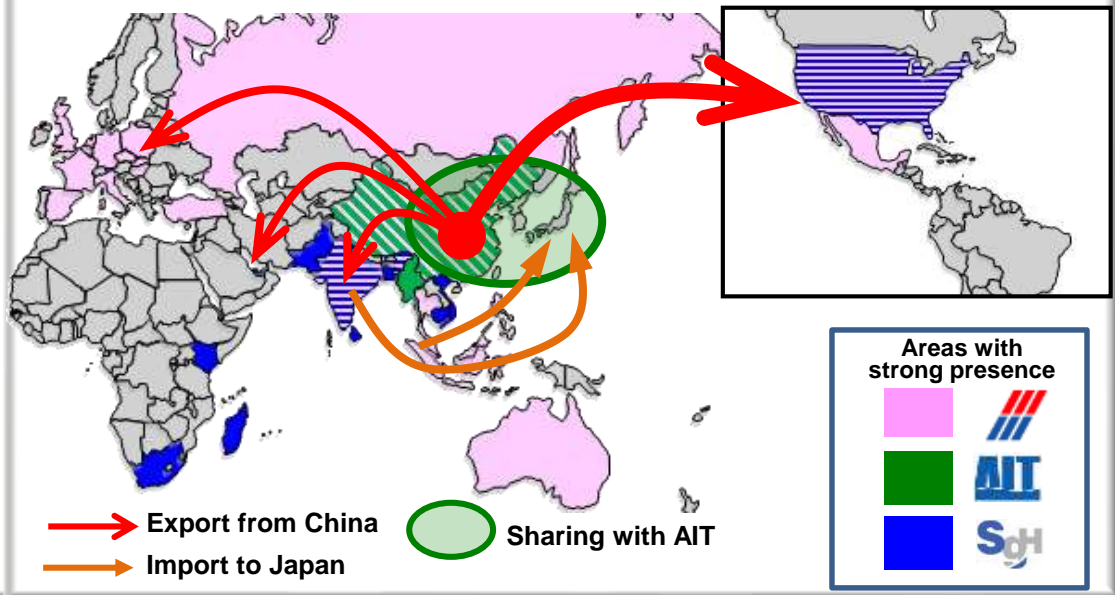 Areas with
strong presence
AIT
SGH
Export from China
Sharing with AIT
Import to Japan